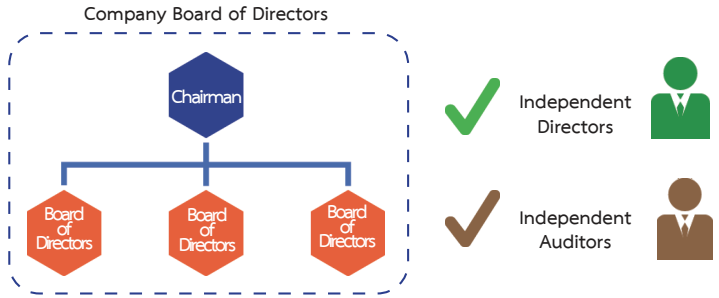 Company Board of Directors
Chairman
Board
of
Directors
Board
of
Directors
Board
of
Directors
Independent
Directors
Independent
Auditors